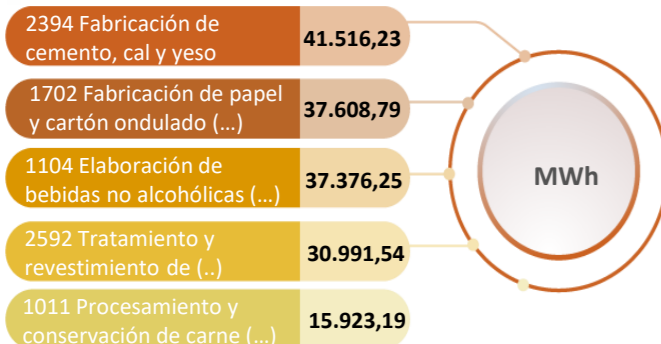 2394 Fabricación de
cemento, cal y yeso
41.516,23
1702 Fabricación de papel
y cartón ondulado (...)
37.608,79
1104 Elaboración de
bebidas no alcohólicas (...)
37.376,25
2592 Tratamiento y
revestimiento de (..)
30.991,54
1011 Procesamiento y
conservación de carne (...)
15.923,19
MWh